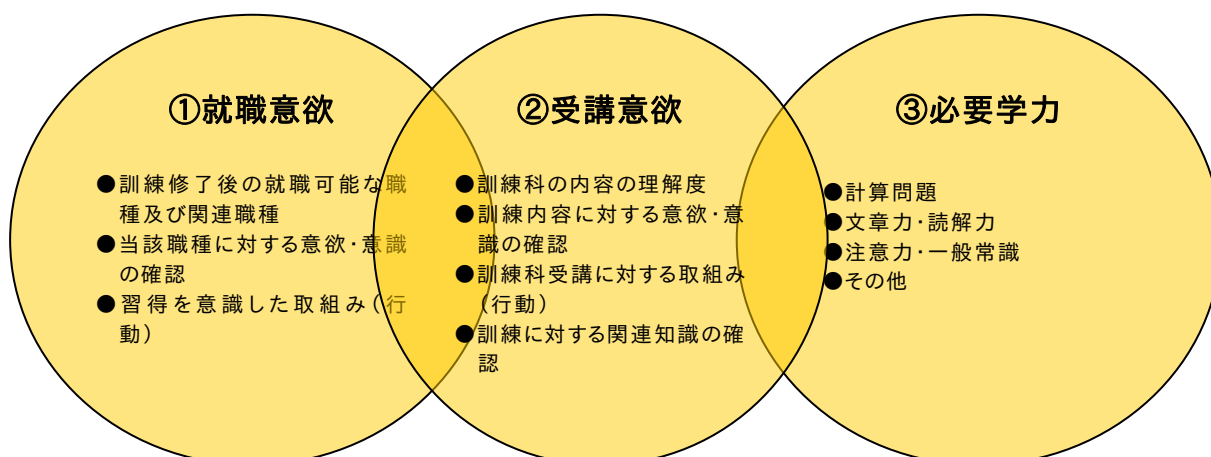 ①就職意欲
●訓練修了後の就職可能な職
種及び関連職種
●当該職種に対する意欲・意識
の確認
●習得を意識した取組み（行
動）
②受講意欲
●訓練科の内容の理解度
●訓練内容に対する意欲・意
識の確認
●訓練科受講に対する取組み
（行動）
●訓練に対する関連知識の確
認
③必要学力
●計算問題
●文章力・読解力
●注意力・一般常識
●その他